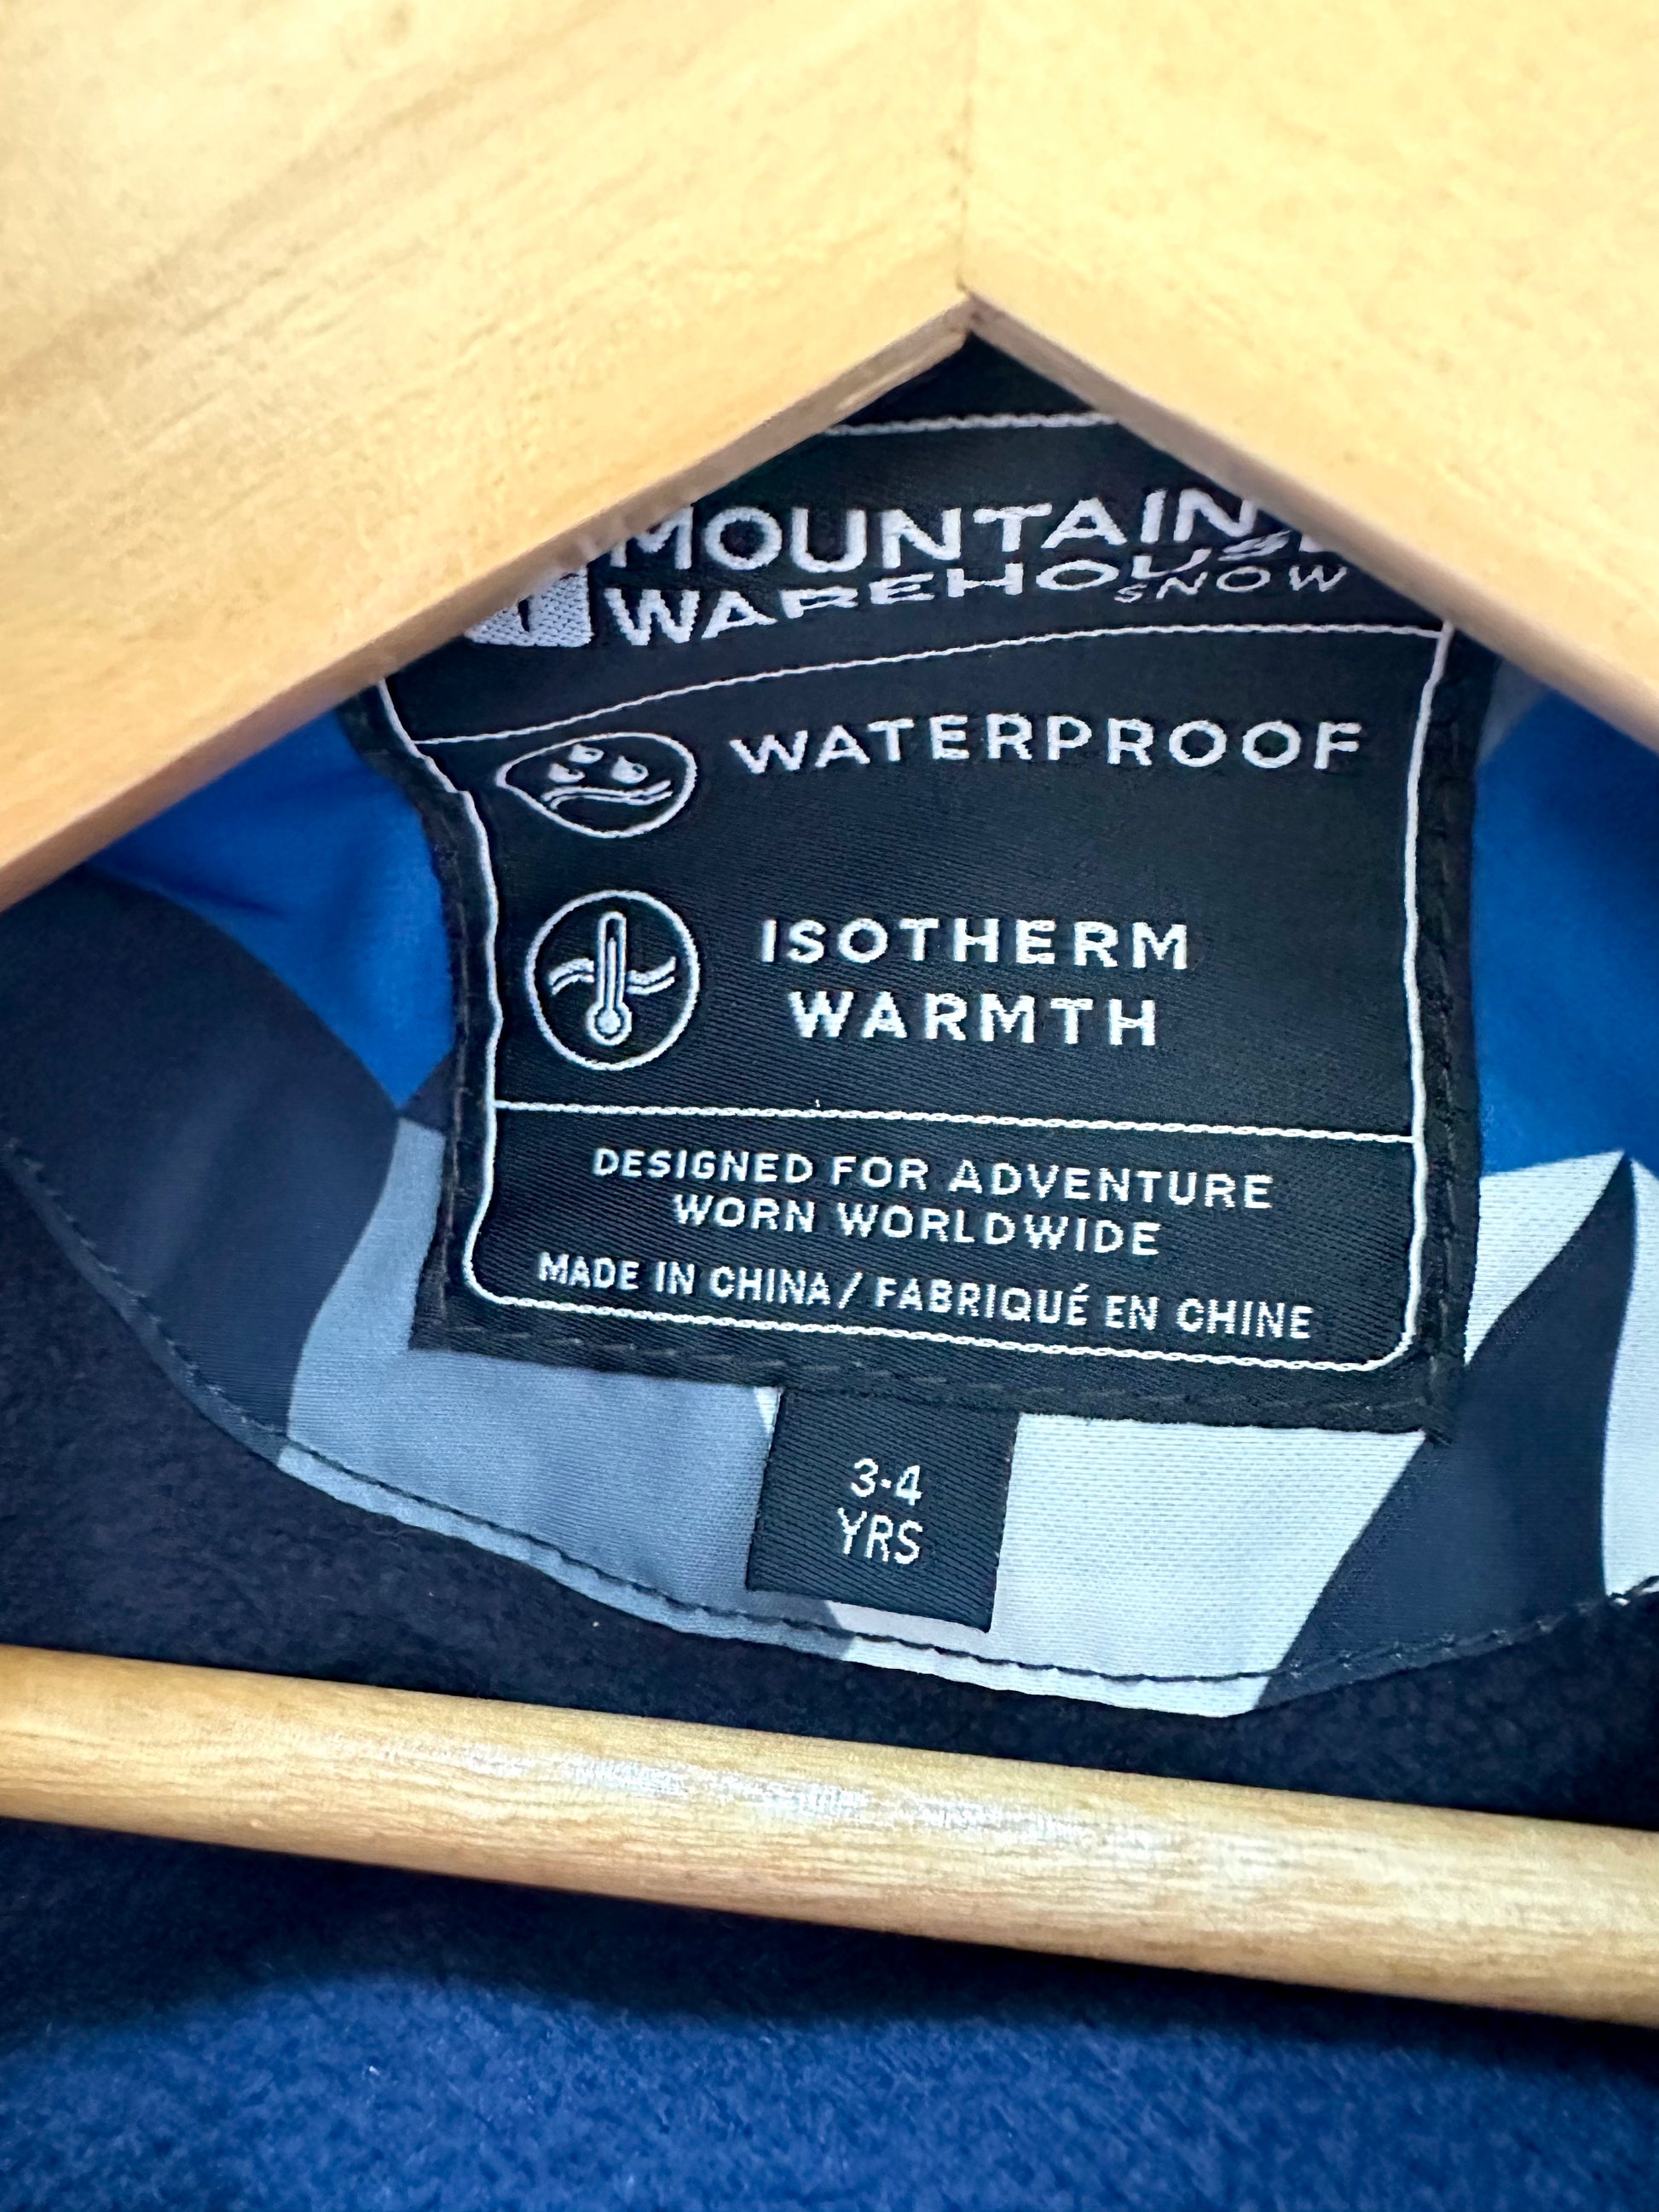 MOUNTAIN
WAREHOUSE
SNOW
WATERPROOF
ISOTHERM
WARMTH
DESIGNED FOR ADVENTURE
WORN WORLDWIDE
MADE IN CHINA / FABRIQUÉ EN CHINE
3-4
YRS